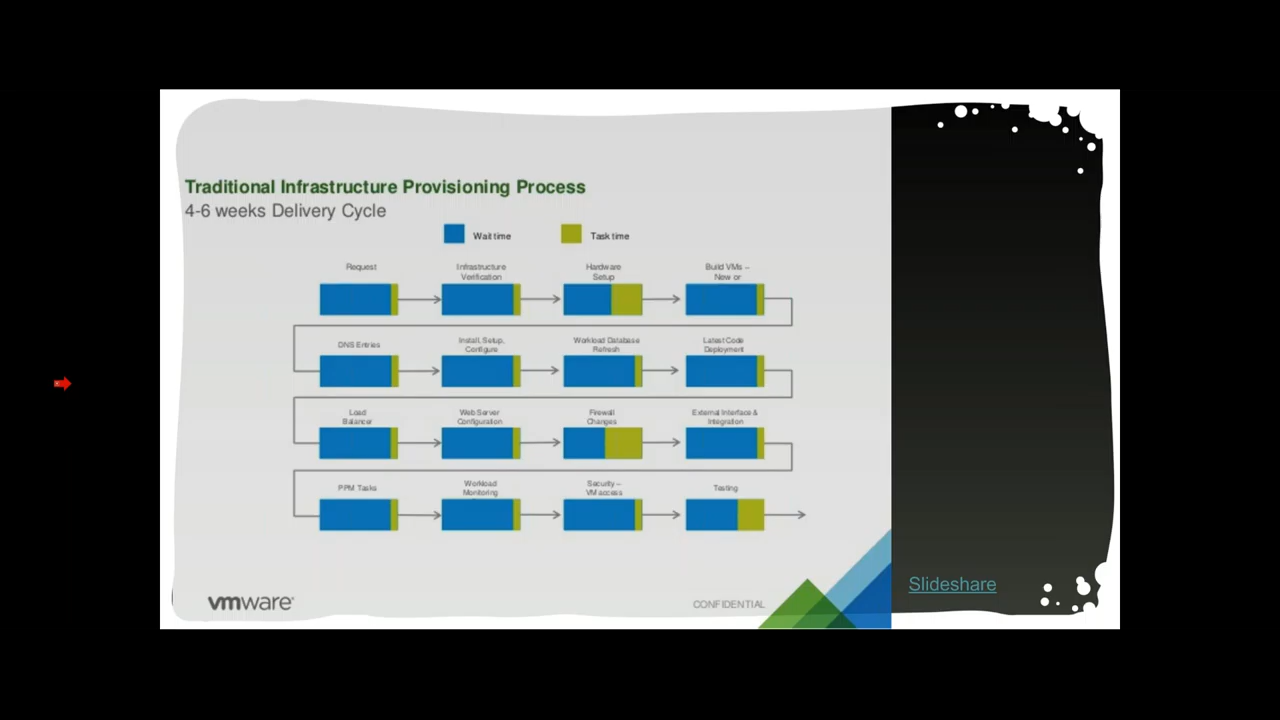 Traditional Infrastructure Provisioning Process
4-6 weeks Delivery Cycle
Wait time
Task time
Request
Infrastructure
Verification
Hardware
Setup
Build VMs –
New or
DNS Entries
Install, Setup,
Configure
Workload Database
Refresh
Latest Code
Deployment
Load
Balancer
Web Server
Configuration
Firewall
Changes
External Interface &
Integration
PPM Tasks
Workload
Monitoring
Security –
VM access
Testing
vmware
CONFIDENTIAL
Slideshare